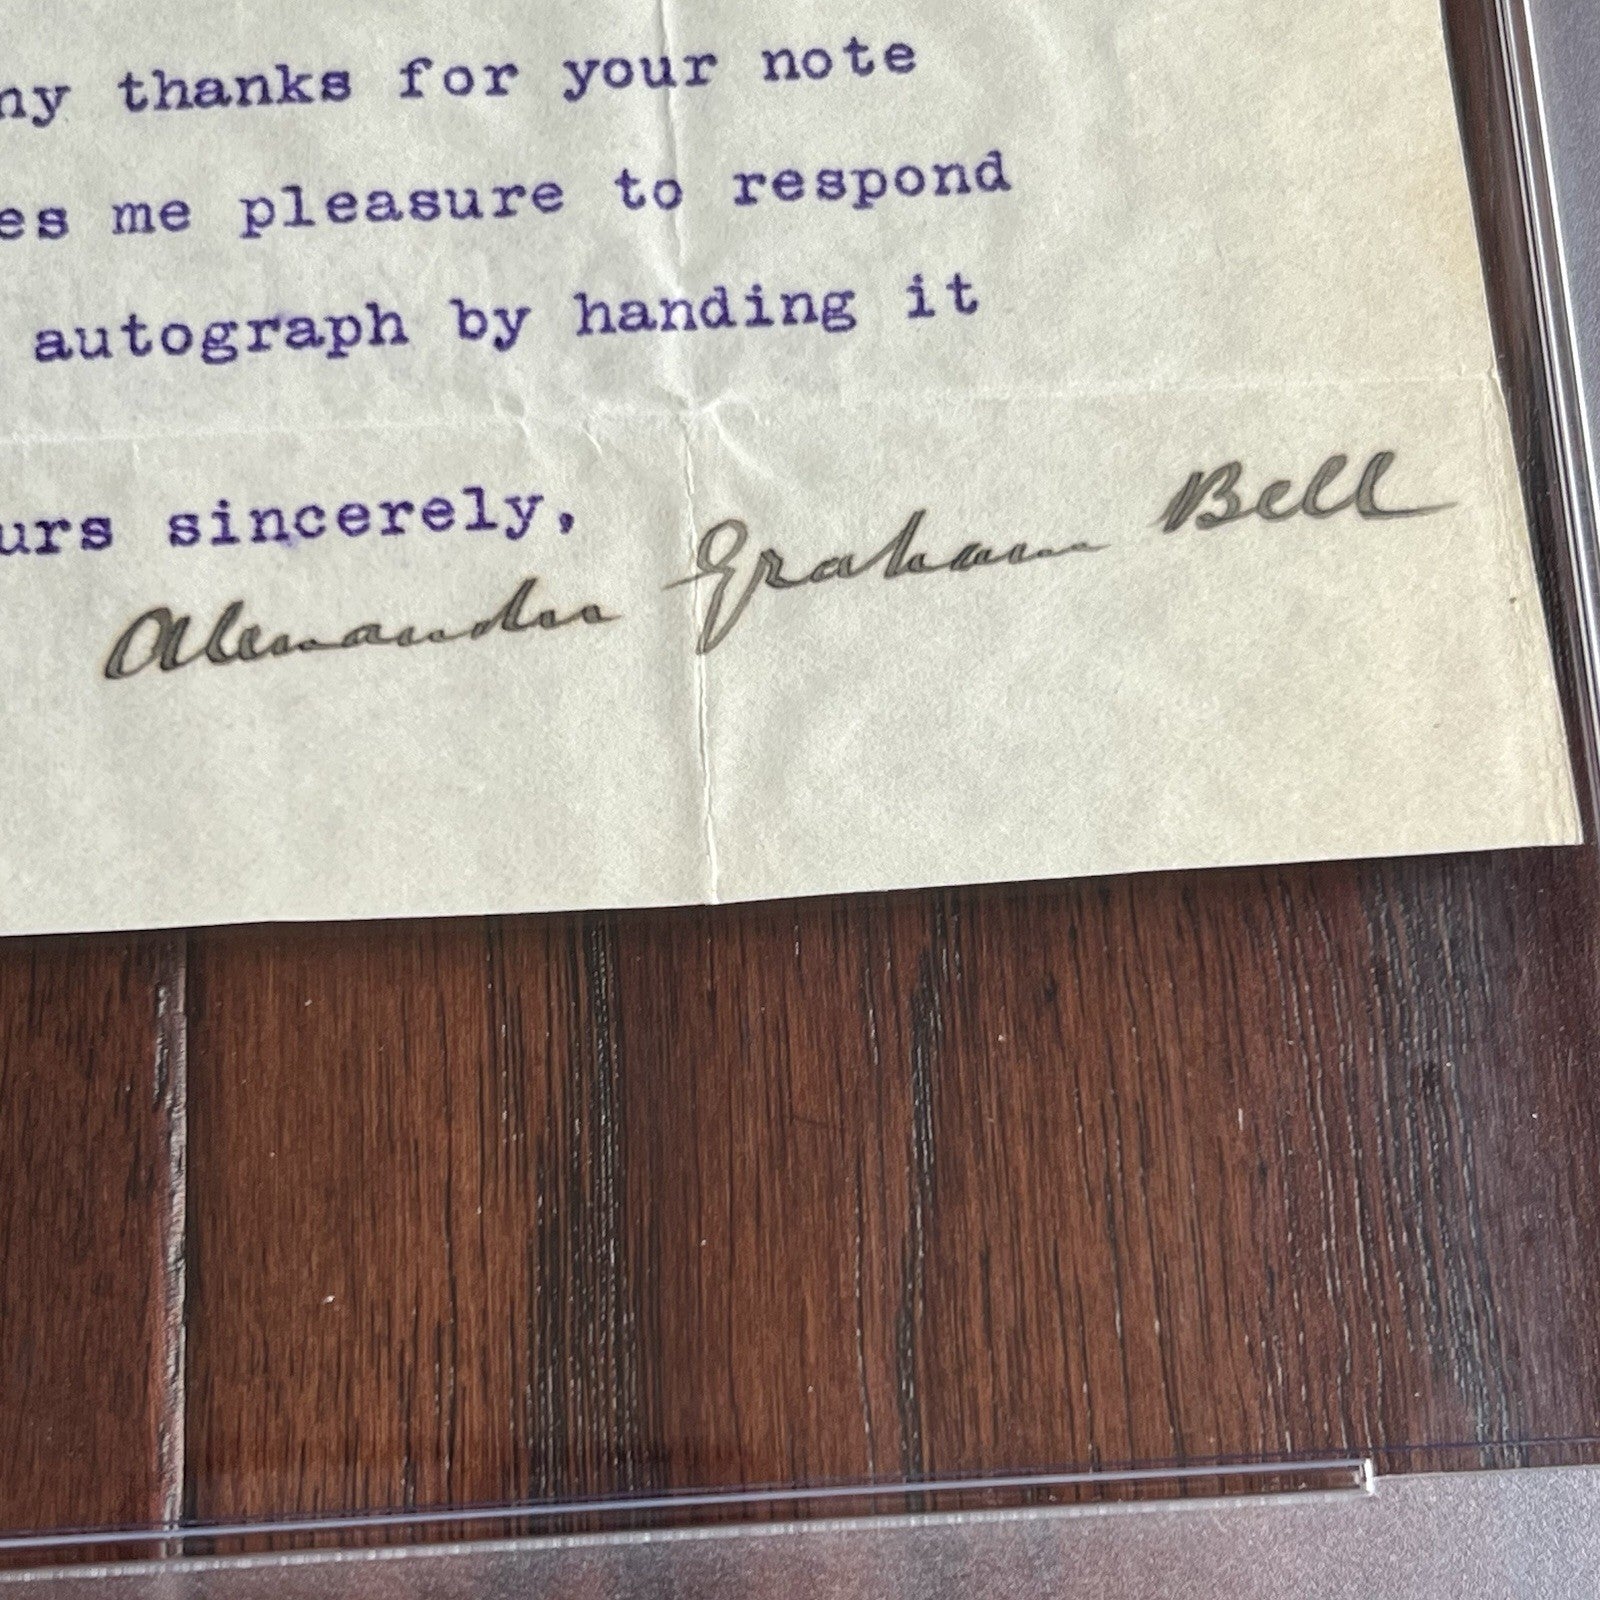 ny thanks for your note
es me pleasure to respond
autograph by handing it
urs sincerely,
Alexander Graham Bell